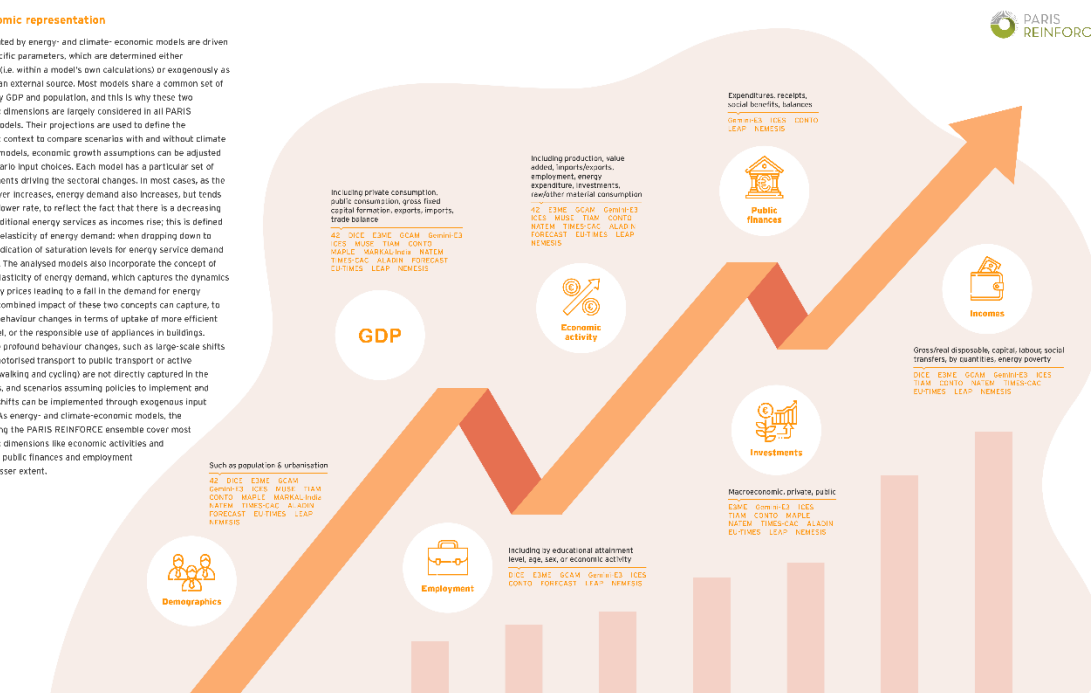 omic representation
ted by energy- and climate- economic models are driven
cific parameters, which are determined either
(i.e. within a model's own calculations) or exogenously as
an external source. Most models share a common set of
y GDP and population, and this is why these two
c dimensions are largely considered in all PARIS
odels. Their projections are used to define the
t context to compare scenarios with and without climate
models, economic growth assumptions can be adjusted
ario input choices. Each model has a particular set of
ents driving the sectoral changes. In most cases, as the
ver increases, energy demand also increases, but tends
lower rate, to reflect the fact that there is a decreasing
ditional energy services as incomes rise; this is defined
elasticity of energy demand: when dropping down to
dication of saturation levels for energy service demand
. The analysed models also incorporate the concept of
lasticity of energy demand, which captures the dynamics
y prices leading to a fall in the demand for energy
combined impact of these two concepts can capture, to
behaviour changes in terms of uptake of more efficient
el, or the responsible use of appliances in buildings.
e profound behaviour changes, such as large-scale shifts
notorised transport to public transport or active
walking and cycling) are not directly captured in the
s, and scenarios assuming policies to implement and
shifts can be implemented through exogenous input
As energy- and climate-economic models, the
ng the PARIS REINFORCE ensemble cover most
c dimensions like economic activities and
public finances and employment
sser extent.
PARIS
REINFORC
Expenditures, receipts,
social benefits, balances
Gemini-E3 ICES CONTO
LEAP NEMESIS
Public
finances
Including production, value
added, imports/exports,
employment, energy
expenditure, investments,
raw/other material consumption
42 E3ME GCAM Gemini-E3
ICES MUSE TIAM CONTO
NATEM TIMES-CAC ALADIN
FORECAST EU-TIMES LEAP
NEMESIS
Economic
activity
Including private consumption,
public consumption, gross fixed
capital formation, exports, imports,
trade balance
42 DICE E3ME GCAM Gemini-E3
ICES MUSE TIAM CONTO
MAPLE MARKAL-India NATEM
TIMES-CAC ALADIN FORECAST
EU-TIMES LEAP NEMESIS
GDP
Incomes
Gross/real disposable, capital, labour, social
transfers, by quantities, energy poverty
DICE E3ME GCAM Gemini-E3 ICES
TIAM CONTO NATEM TIMES-CAC
EU-TIMES LEAP NEMESIS
Investments
Macroeconomic, private, public
E3ME Gemini-E3 ICES
TIAM CONTO MAPLE
NATEM TIMES-CAC ALADIN
EU-TIMES LEAP NEMESIS
Such as population & urbanisation
42 DICE E3ME GCAM
Gemini-E3 ICES MUSE TIAM
CONTO MAPLE MARKAL-India
NATEM TIMES-CAC ALADIN
FORECAST EU-TIMES LEAP
NEMESIS
Demographics
Employment
Including by educational attainment
level, age, sex, or economic activity
DICE E3ME GCAM Gemini-E3 ICES
CONTO FORECAST LEAP NEMESIS